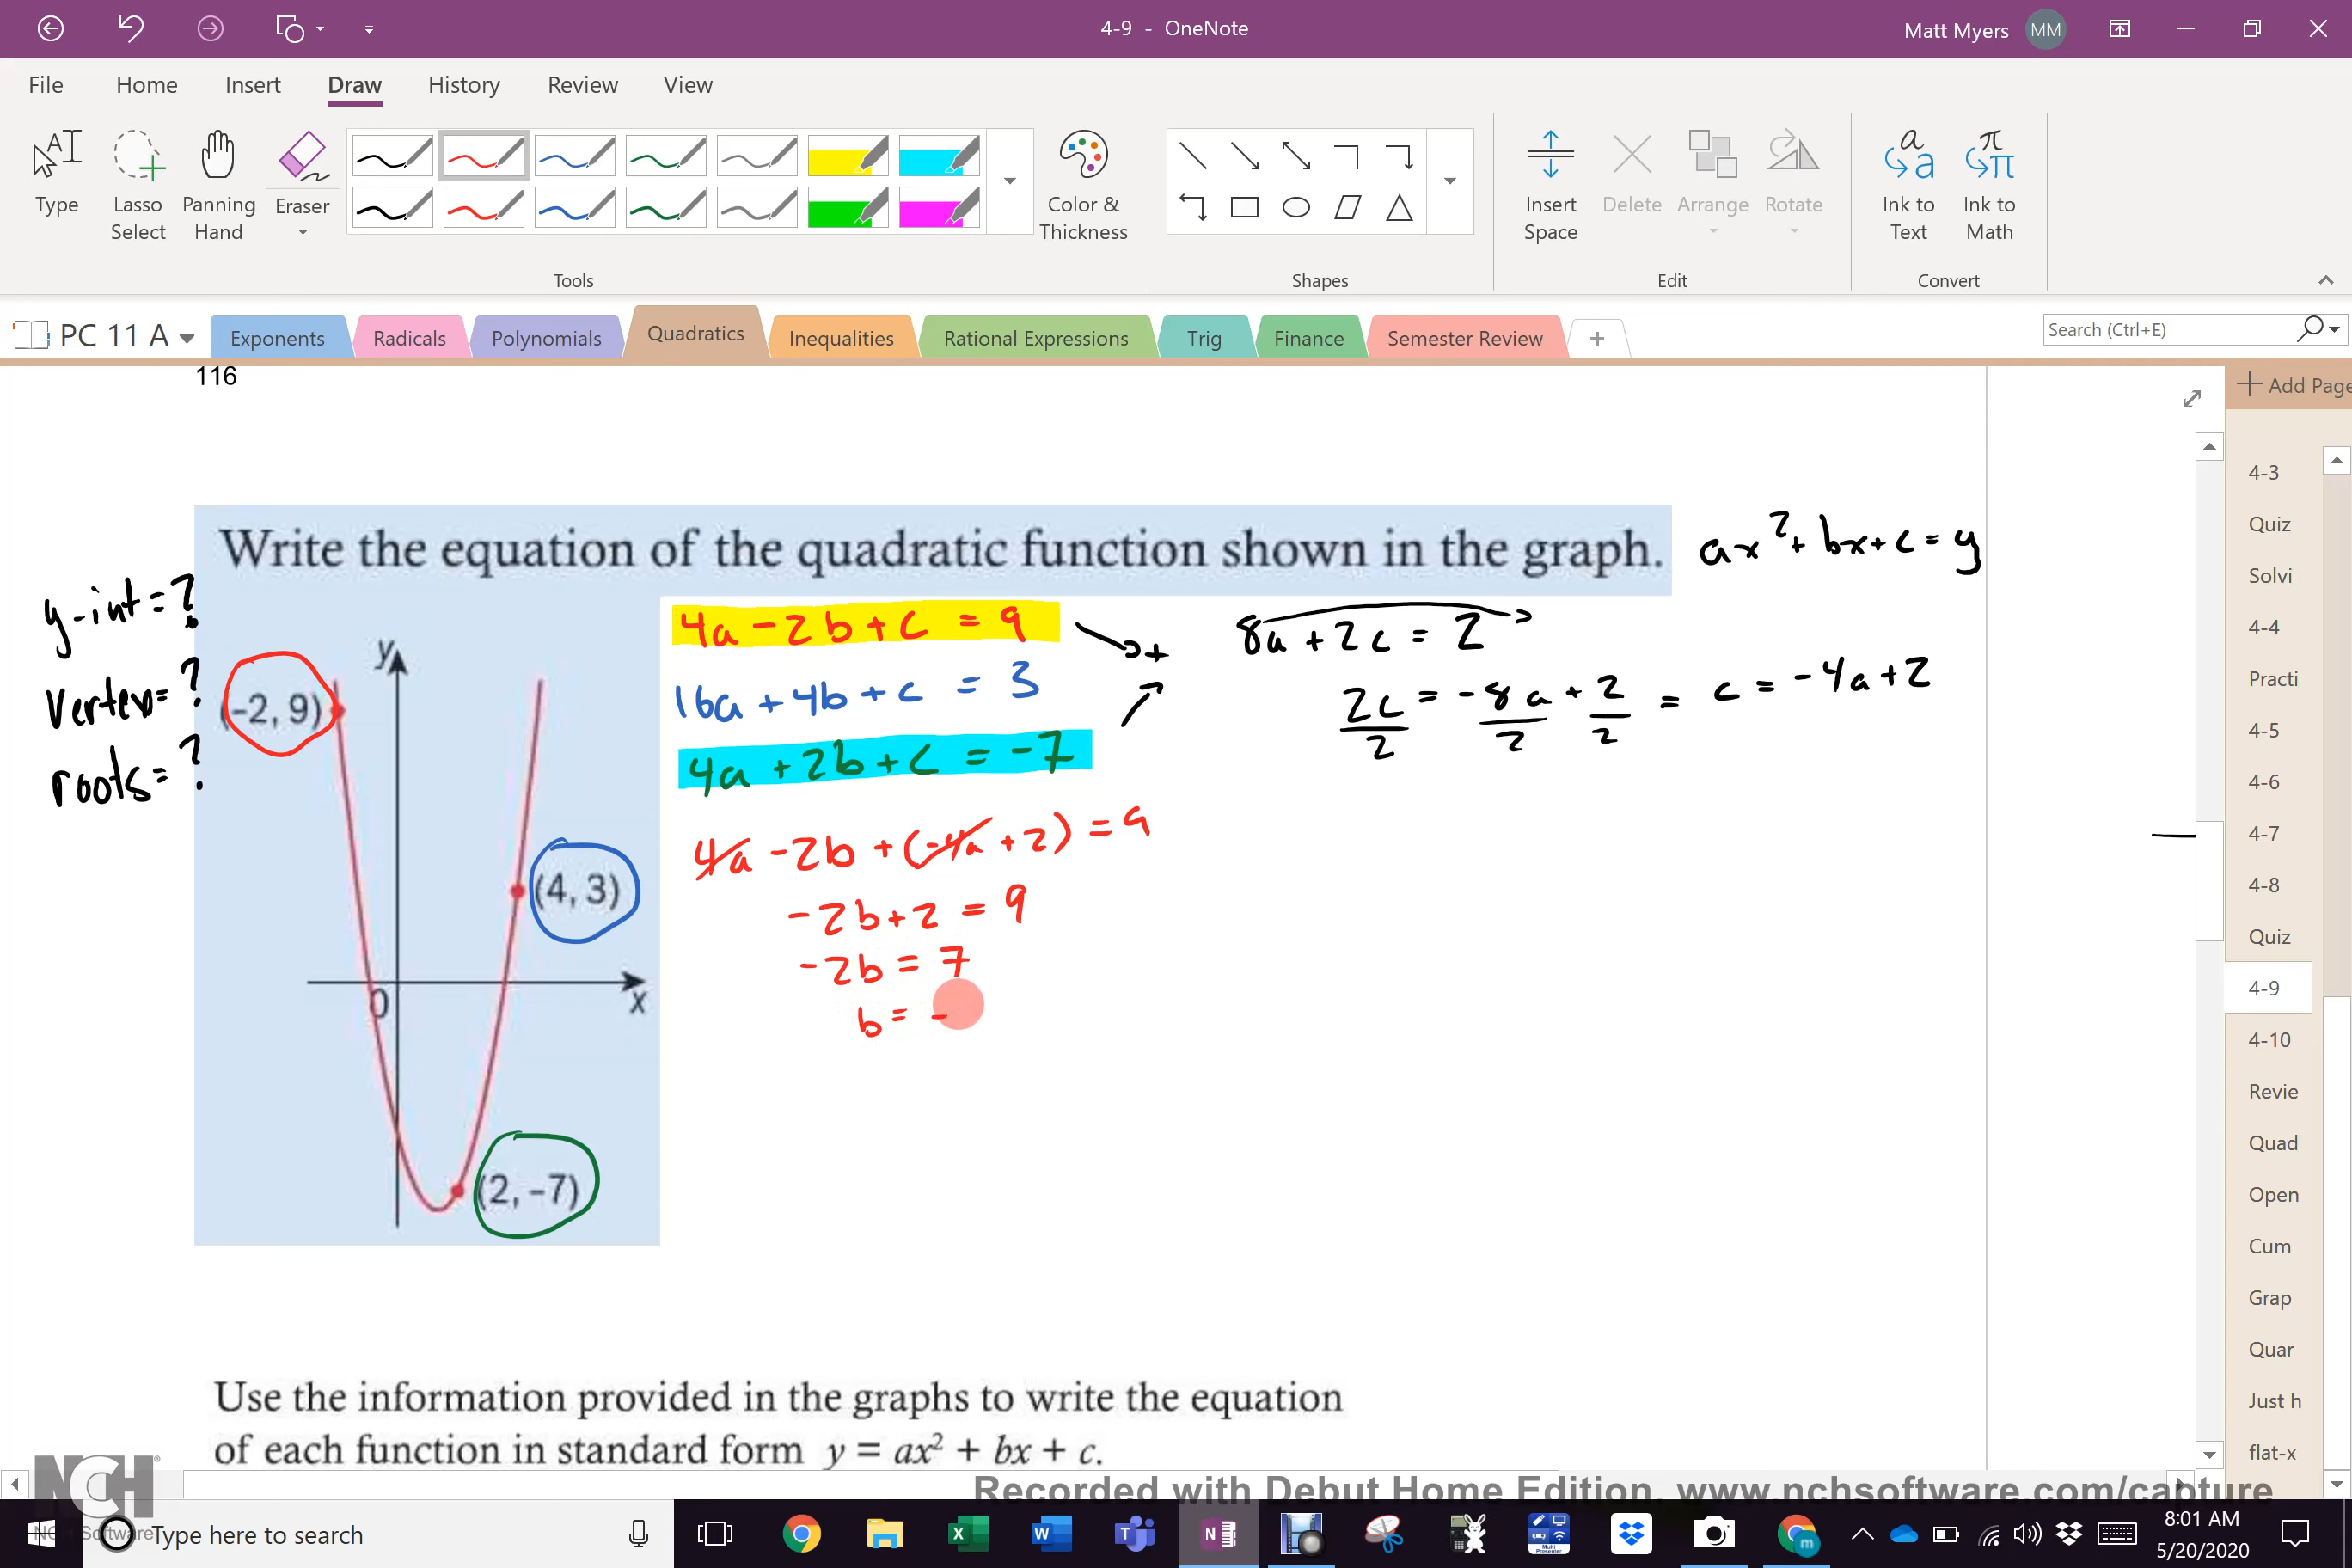 4-9 - OneNote
Matt Myers MM
File Home Insert Draw History Review View
Type
Lasso Select
Panning Hand
Eraser
Color & Thickness
Insert Space
Delete
Arrange
Rotate
Ink to Text
Ink to Math
Tools
Shapes
Edit
Convert
PC 11 A
Exponents
Radicals
Polynomials
Quadratics
Inequalities
Rational Expressions
Trig
Finance
Semester Review
Search (Ctrl+E)
116
Add Page
4-3
Quiz
Solvi
4-4
Practi
4-5
4-6
4-7
4-8
Quiz
4-9
4-10
Revie
Quad
Open
Cum
Grap
Quar
Just h
flat-x
Write the equation of the quadratic function shown in the graph.
ax²+ bx+c = y
y-int = ?
vertex= ?
roots= ?
y
(-2, 9)
(4, 3)
0
x
(2, -7)
4a - 2b + c = 9
16a + 4b + c = 3
4a + 2b + c = -7
+
8a + 2c = 2
2c/2 = -8a/2 + 2/2 = c = -4a + 2
4a - 2b + (-4a + 2) = 9
-2b + 2 = 9
-2b = 7
b = -
Use the information provided in the graphs to write the equation
of each function in standard form y = ax² + bx + c.
NCH
NCH Software
Recorded with Debut Home Edition. www.nchsoftware.com/capture
Type here to search
8:01 AM
5/20/2020